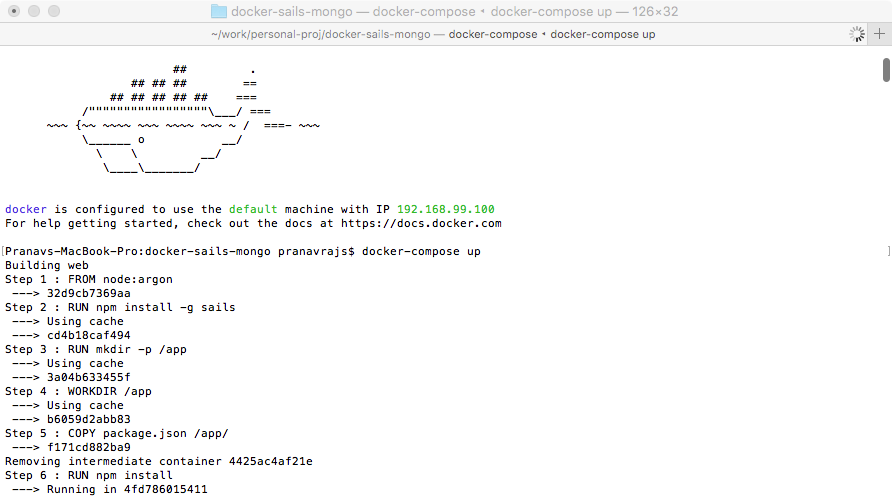 docker-sails-mongo — docker-compose • docker-compose up — 126×32
~/work/personal-proj/docker-sails-mongo — docker-compose • docker-compose up +
                        ##         .
                  ## ## ##        ==
               ## ## ## ## ##    ===
           /"""""""""""""""""\___/ ===
      ~~~ {~~ ~~~~ ~~~ ~~~~ ~~~ ~ /  ===- ~~~
           \______ o           __/
             \    \         __/
              \____\_______/
docker is configured to use the default machine with IP 192.168.99.100
For help getting started, check out the docs at https://docs.docker.com
[Pranavs-MacBook-Pro:docker-sails-mongo pranavrajs$ docker-compose up ]
Building web
Step 1 : FROM node:argon
 ---> 32d9cb7369aa
Step 2 : RUN npm install -g sails
 ---> Using cache
 ---> cd4b18caf494
Step 3 : RUN mkdir -p /app
 ---> Using cache
 ---> 3a04b633455f
Step 4 : WORKDIR /app
 ---> Using cache
 ---> b6059d2abb83
Step 5 : COPY package.json /app/
 ---> f171cd882ba9
Removing intermediate container 4425ac4af21e
Step 6 : RUN npm install
 ---> Running in 4fd786015411